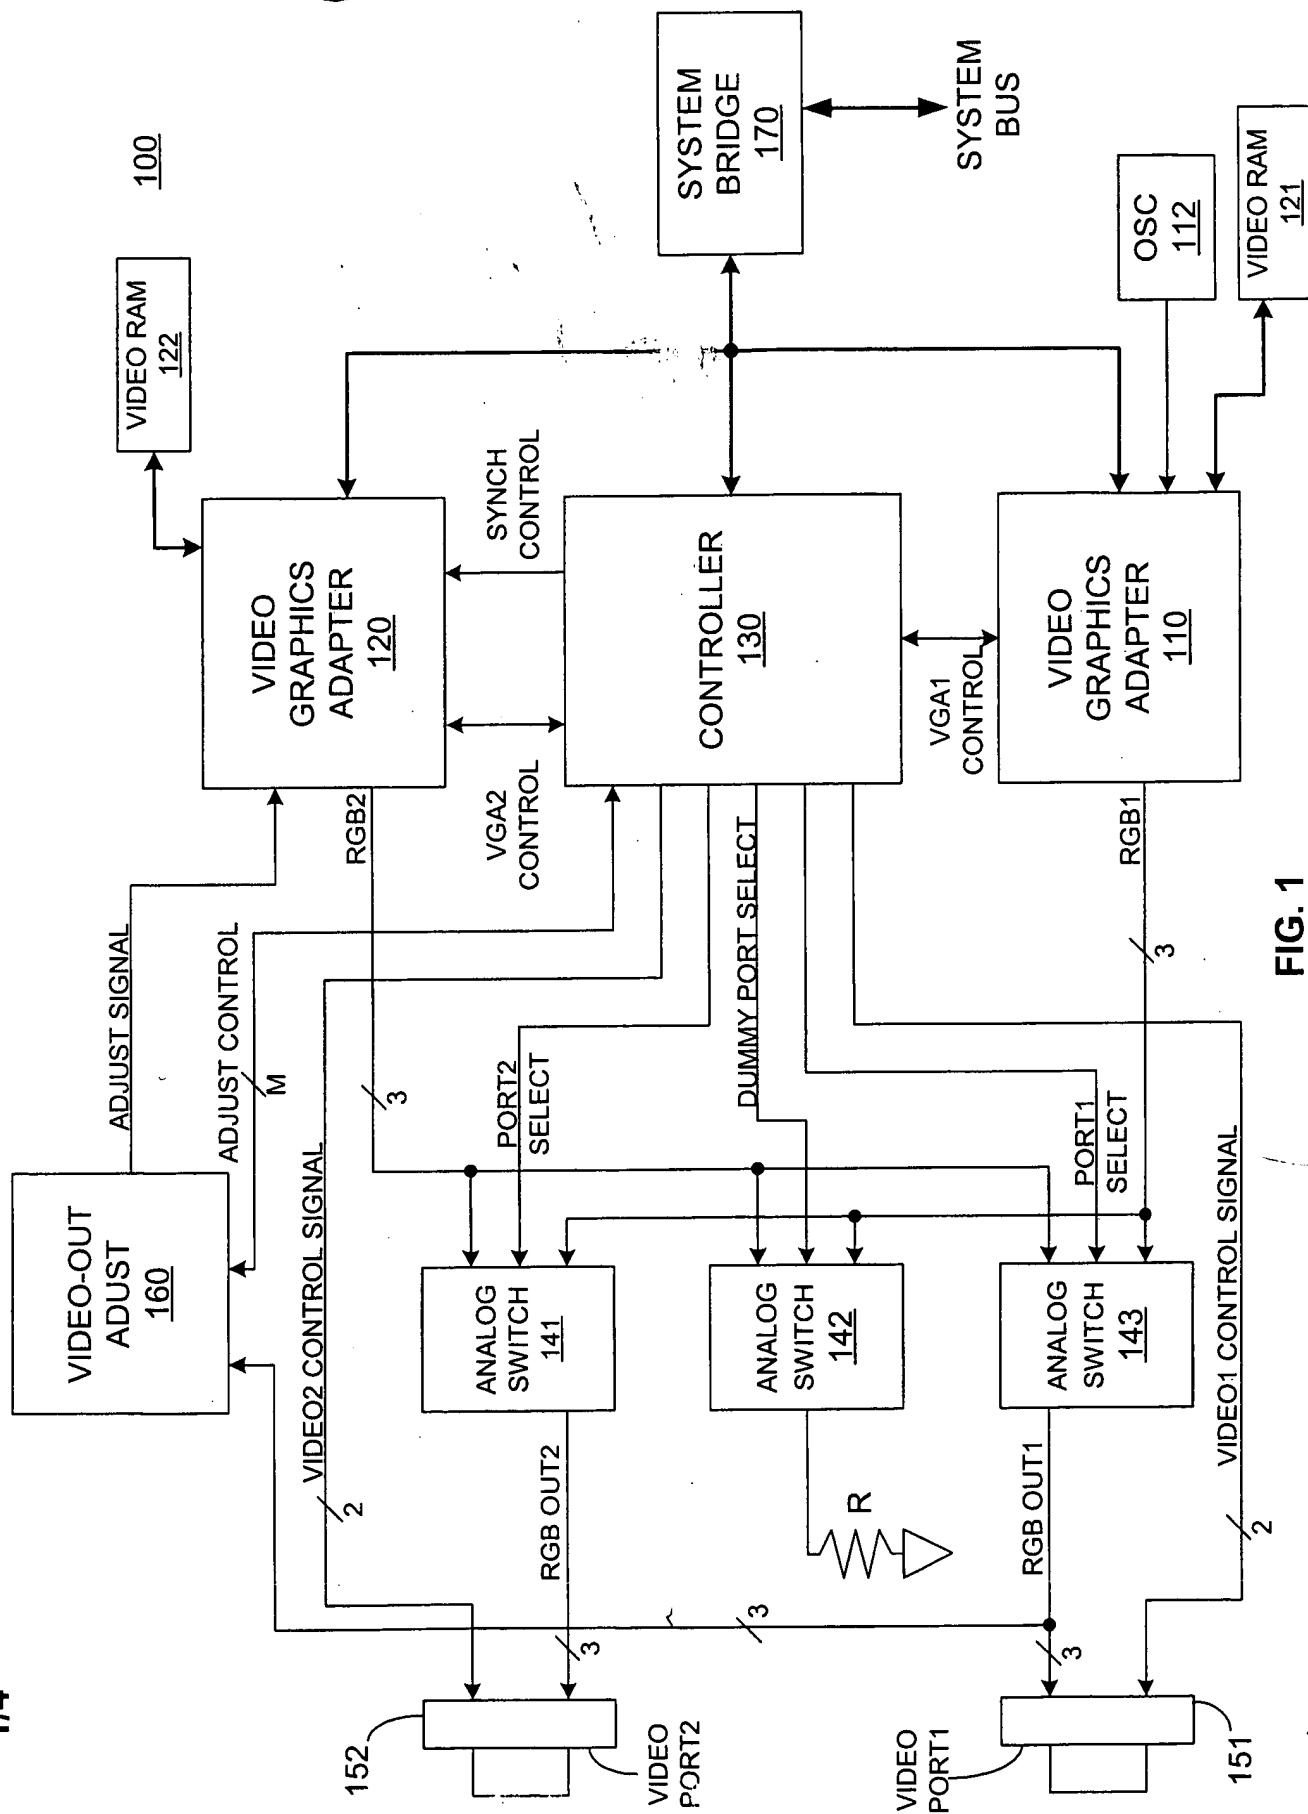 1/4
100
VIDEO-OUT
ADUST
160
ADJUST SIGNAL
ADJUST CONTROL
M
VIDEO RAM
122
VIDEO
GRAPHICS
ADAPTER
120
RGB2
3
VGA2
CONTROL
SYNCH
CONTROL
VIDEO2 CONTROL SIGNAL
2
PORT2
SELECT
CONTROLLER
130
SYSTEM
BRIDGE
170
SYSTEM
BUS
152
VIDEO
PORT2
3
RGB OUT2
ANALOG
SWITCH
141
DUMMY PORT SELECT
ANALOG
SWITCH
142
R
3
VGA1
CONTROL
PORT1
SELECT
VIDEO
PORT1
151
3
RGB OUT1
ANALOG
SWITCH
143
RGB1
3
VIDEO
GRAPHICS
ADAPTER
110
OSC
112
VIDEO RAM
121
VIDEO1 CONTROL SIGNAL
2
FIG. 1